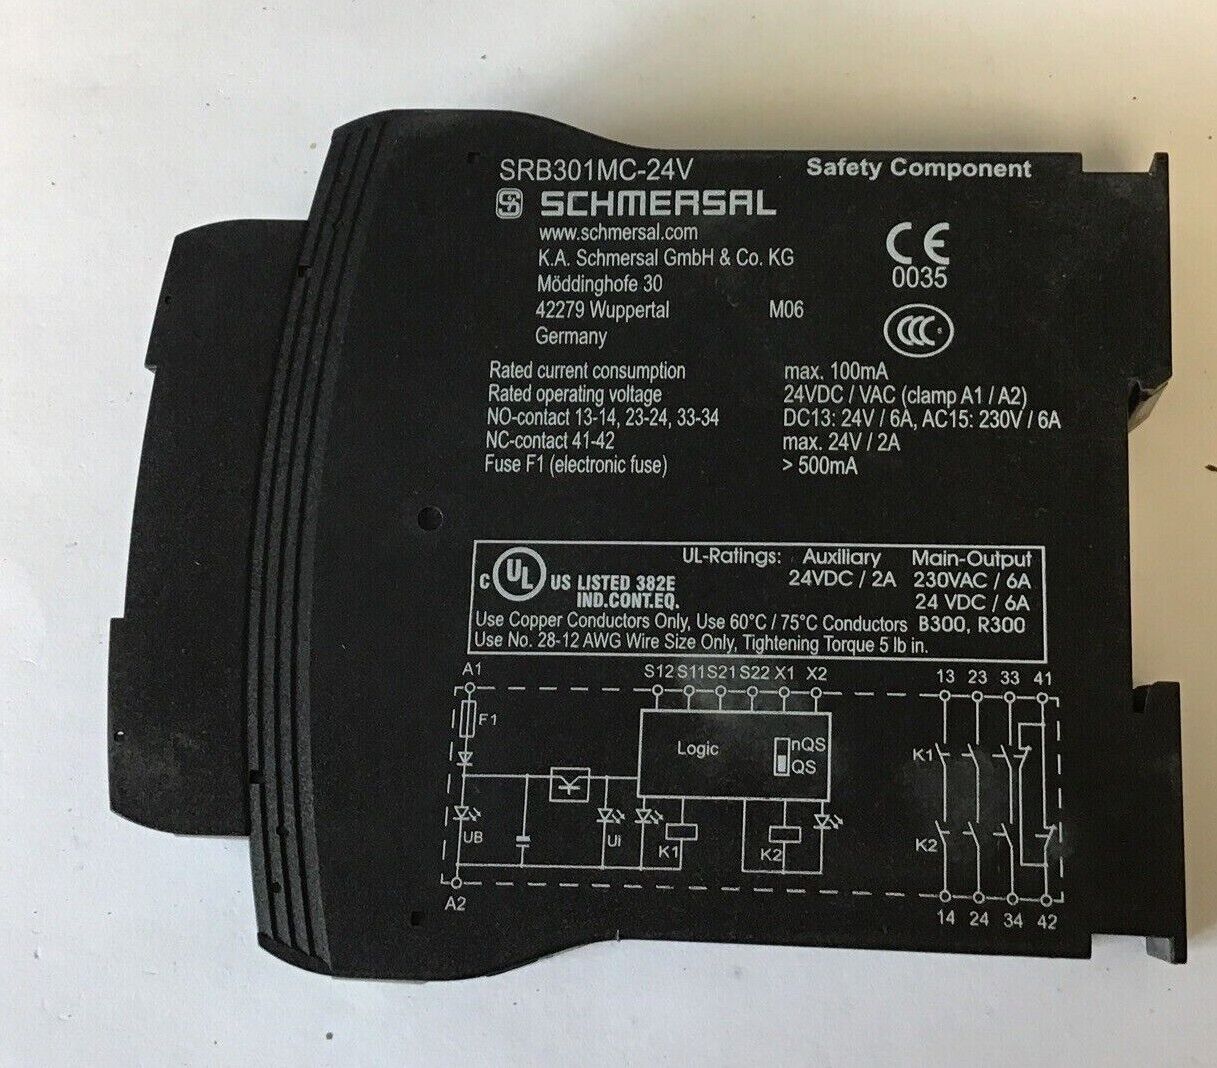 SRB301MC-24V Safety Component
SCHMERSAL
www.schmersal.com
K.A. Schmersal GmbH & Co. KG
Möddinghofe 30
42279 Wuppertal M06
Germany
CE
0035
CCC S
Rated current consumption max. 100mA
Rated operating voltage 24VDC / VAC (clamp A1 / A2)
NO-contact 13-14, 23-24, 33-34 DC13: 24V / 6A, AC15: 230V / 6A
NC-contact 41-42 max. 24V / 2A
Fuse F1 (electronic fuse) > 500mA
UL-Ratings: Auxiliary Main-Output
C UL US LISTED 382E 24VDC / 2A 230VAC / 6A
IND.CONT.EQ. 24 VDC / 6A
Use Copper Conductors Only, Use 60°C / 75°C Conductors B300, R300
Use No. 28-12 AWG Wire Size Only, Tightening Torque 5 lb in.
A1 S12 S11 S21 S22 X1 X2 13 23 33 41
F1
Logic nQS
QS
K1
UB Ui K1 K2 K2
A2 14 24 34 42